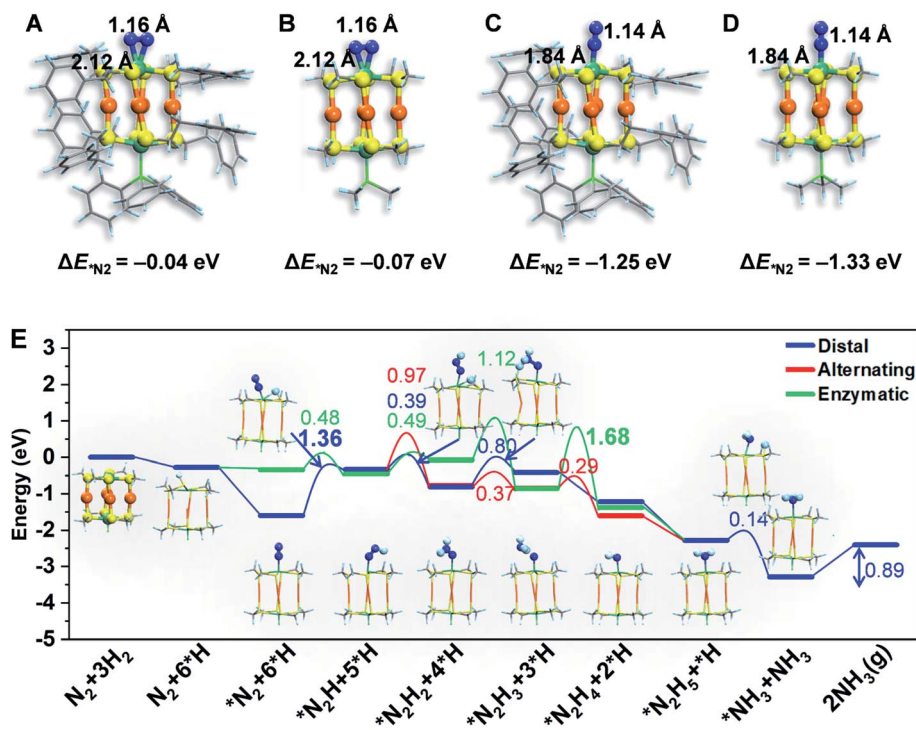 A
1.16 Å
2.12 Å
ΔE*N2 = –0.04 eV
B
1.16 Å
2.12 Å
ΔE*N2 = –0.07 eV
C
1.14 Å
1.84 Å
ΔE*N2 = –1.25 eV
D
1.14 Å
1.84 Å
ΔE*N2 = –1.33 eV
E
Energy (eV)
3
2
1
0
-1
-2
-3
-4
-5
Distal
Alternating
Enzymatic
0.48
1.36
0.97
0.39
0.49
1.12
0.80
0.37
1.68
0.29
0.14
0.89
N₂+3H₂
N₂+6*H
*N₂+6*H
*N₂H+5*H
*N₂H₂+4*H
*N₂H₃+3*H
*N₂H₄+2*H
*N₂H₅+*H
*NH₃+NH₃
2NH₃(g)